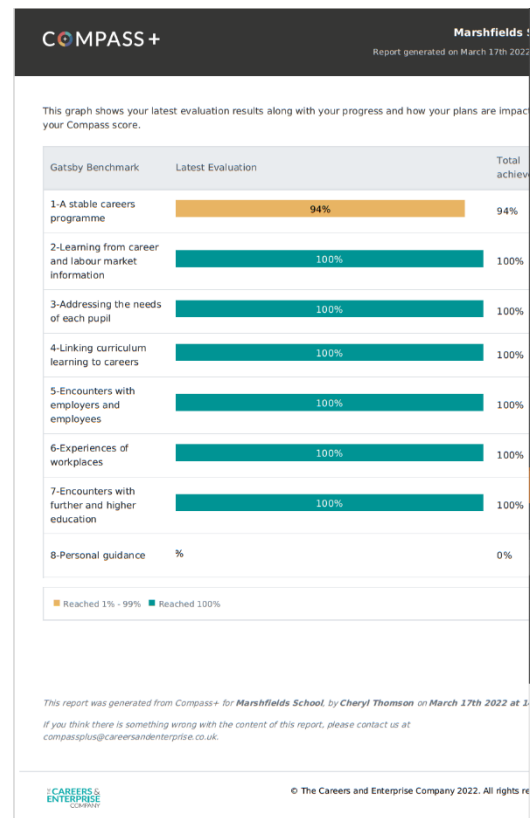 COMPASS+
Marshfields
Report generated on March 17th 2022
This graph shows your latest evaluation results along with your progress and how your plans are
your Compass score.
Gatsby Benchmark
Latest Evaluation
Total
1-A stable careers
programme
94%
94%
2-Learning from career
and labour market
information
100%
100%
3-Addressing the needs
of each pupil
100%
100%
4-Linking curriculum
learning to careers
100%
100%
5-Encounters with
employers and
employees
100%
100%
6-Experiences of
workplaces
100%
100%
7-Encounters with
further and higher
education
100%
100%
8-Personal guidance
%
0%
Reached 1% - 99%
Reached 100%
This report was generated from Compass+ for Marshfields School, by Cheryl Thomson on March 17th 2022 at
If you think there is something wrong with the content of this report, please contact us at
compassplus@careersandenterprise.co.uk.
THE CAREERS &
ENTERPRISE
COMPANY
© The Careers and Enterprise Company 2022. All rights